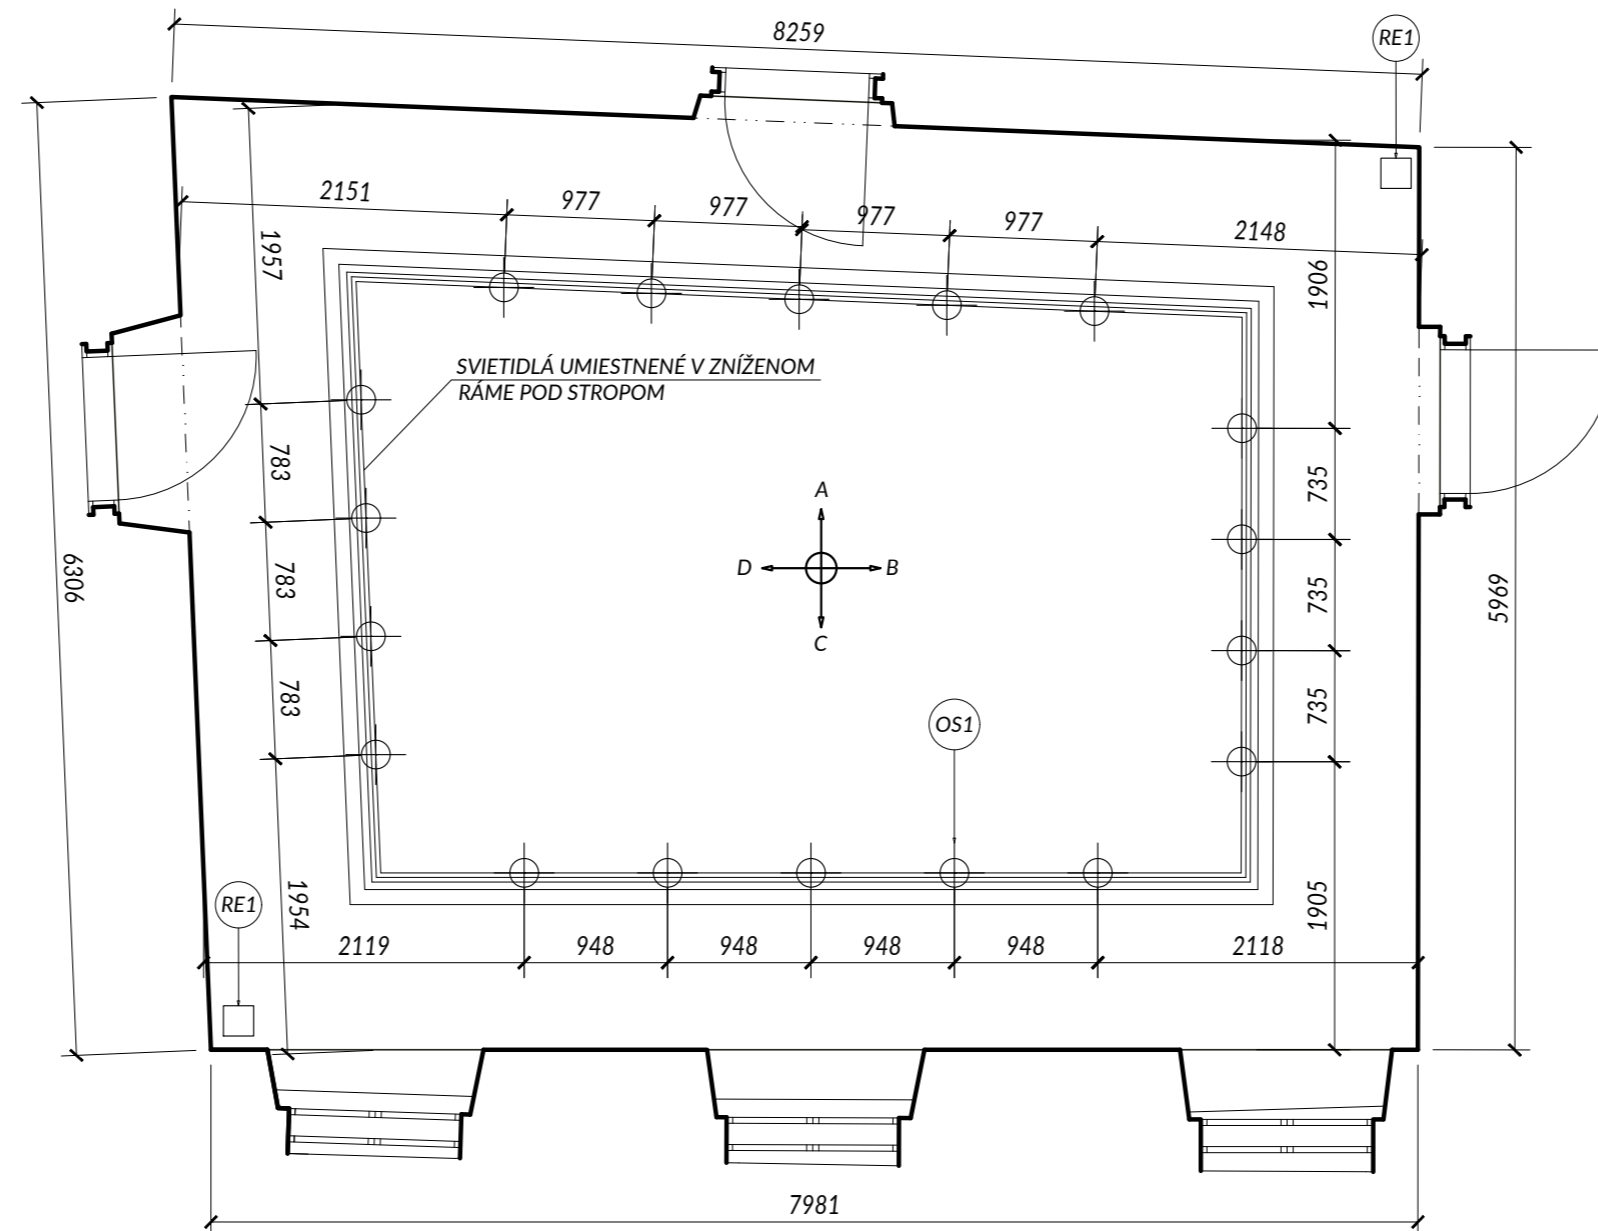 8259
RE1
2151
977
977
977
977
2148
1957
1906
SVIETIDLÁ UMIESTNENÉ V ZNÍŽENOM
RÁME POD STROPOM
783
735
A
D
B
C
6306
783
735
5969
783
735
OS1
RE1
1954
1905
2119
948
948
948
948
2118
7981